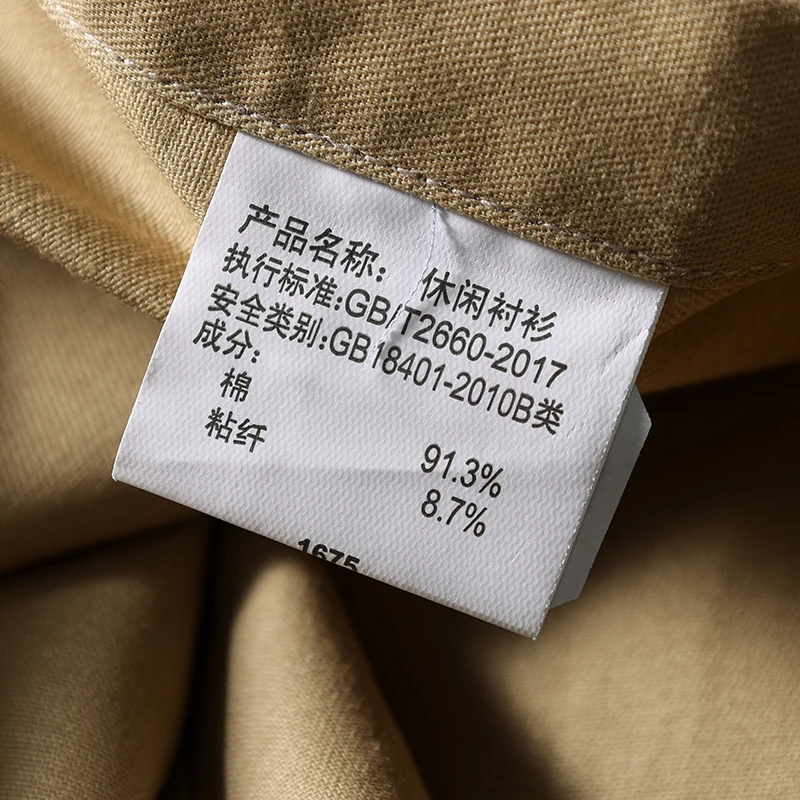 产品名称: 休闲衬衫
执行标准:GB/T2660-2017
安全类别:GB18401-2010B类
成分:
棉 91.3%
粘纤 8.7%
1675